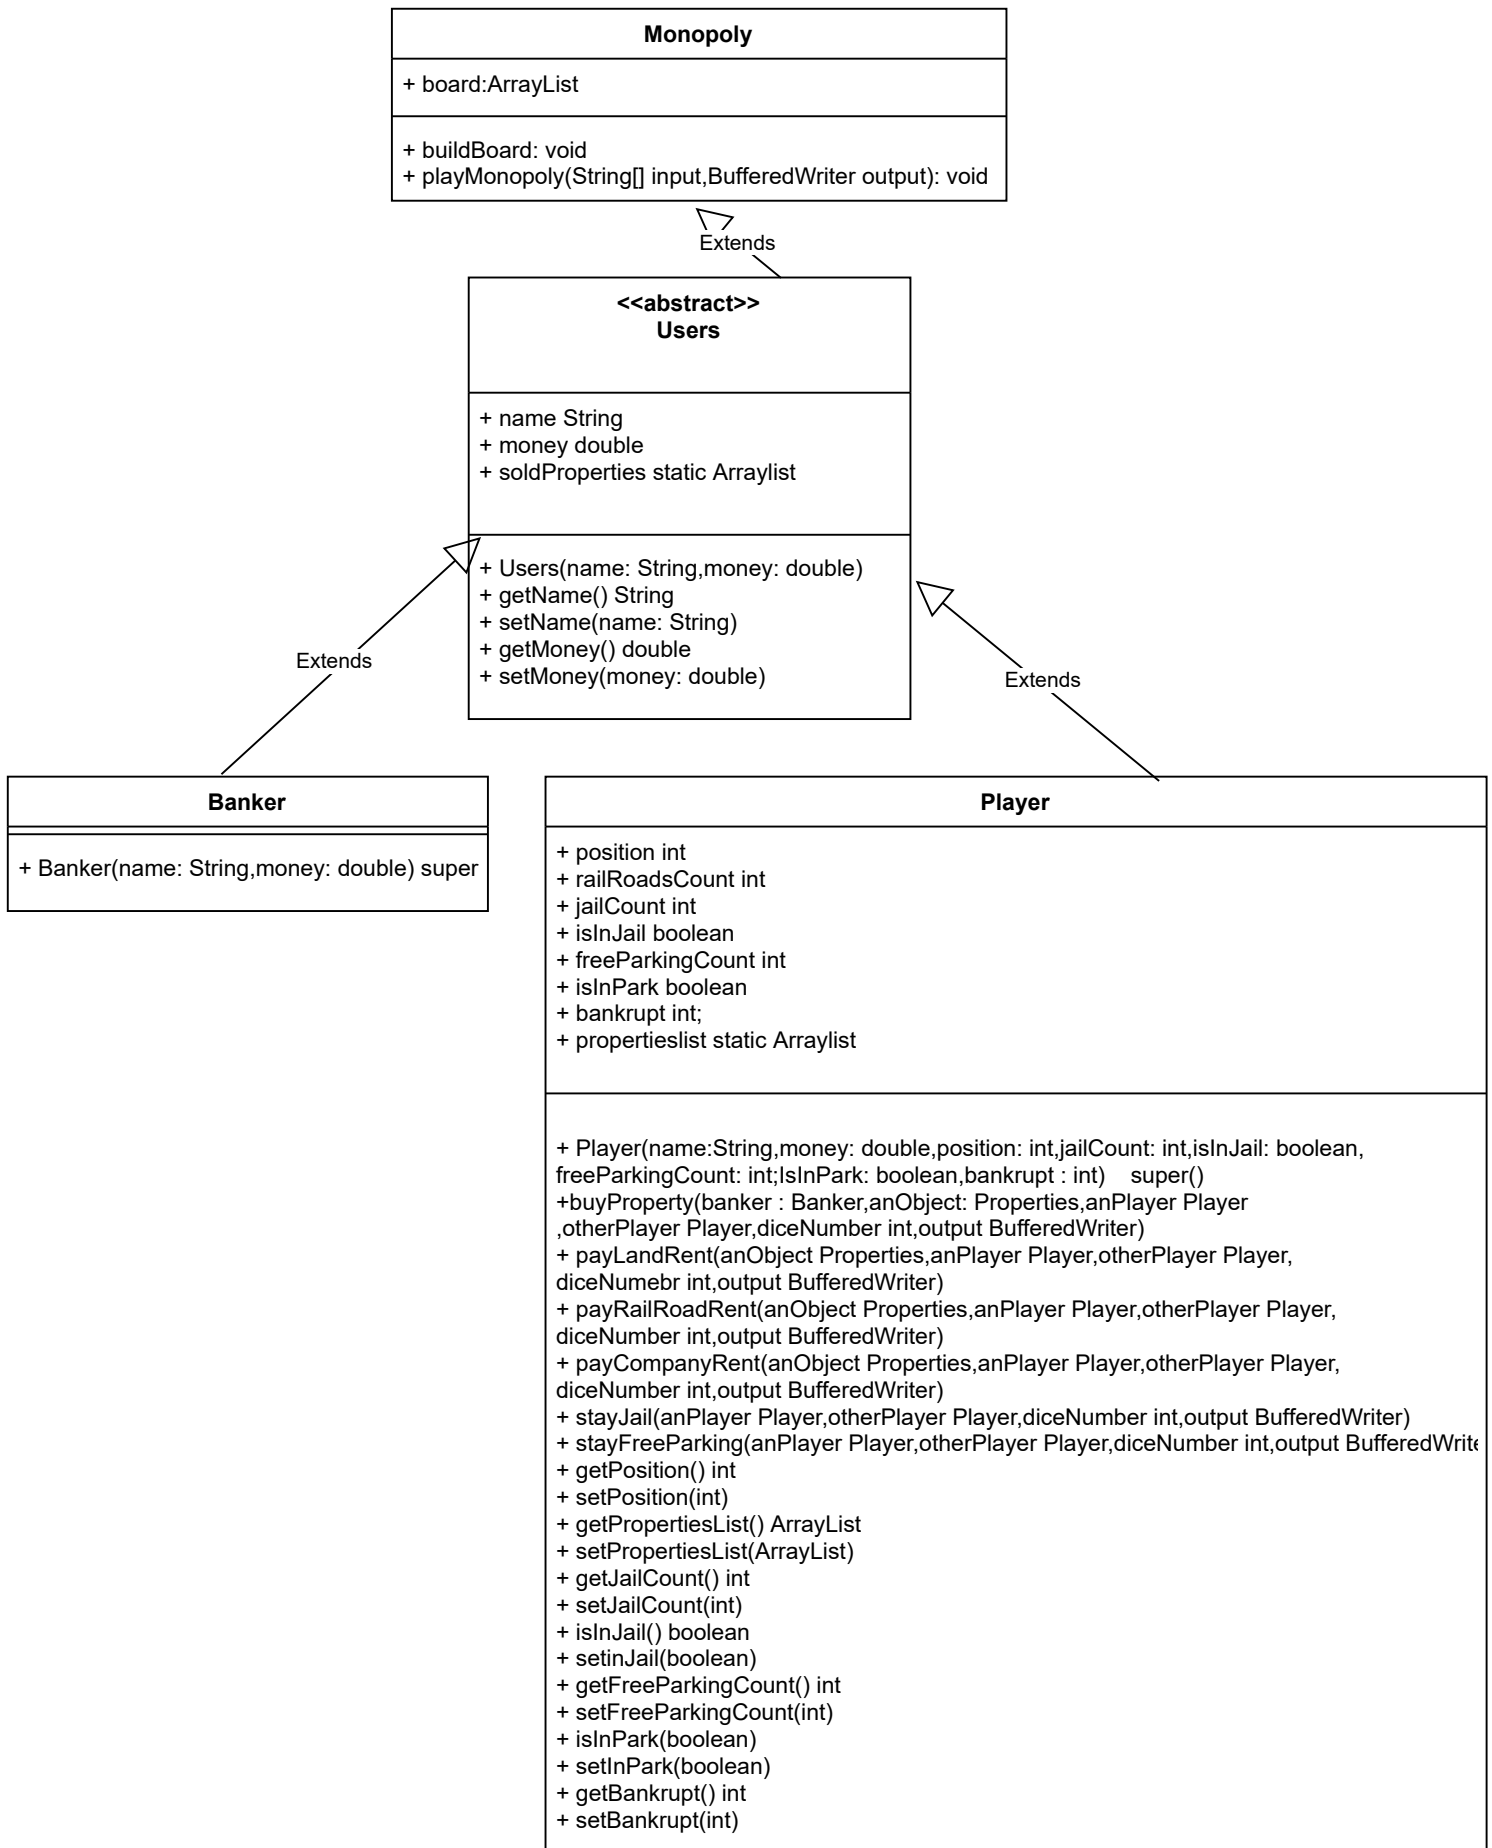 Monopoly
+ board:ArrayList
+ buildBoard: void
+ playMonopoly(String[] input,BufferedWriter output): void
Extends
<<abstract>>
Users
+ name String
+ money double
+ soldProperties static Arraylist
+ Users(name: String,money: double)
+ getName() String
+ setName(name: String)
+ getMoney() double
+ setMoney(money: double)
Extends
Extends
Banker
+ Banker(name: String,money: double) super
Player
+ position int
+ railRoadsCount int
+ jailCount int
+ isInJail boolean
+ freeParkingCount int
+ isInPark boolean
+ bankrupt int;
+ propertieslist static Arraylist
+ Player(name:String,money: double,position: int,jailCount: int,isInJail: boolean,
freeParkingCount: int;IsInPark: boolean,bankrupt : int)    super()
+buyProperty(banker : Banker,anObject: Properties,anPlayer Player
,otherPlayer Player,diceNumber int,output BufferedWriter)
+ payLandRent(anObject Properties,anPlayer Player,otherPlayer Player,
diceNumebr int,output BufferedWriter)
+ payRailRoadRent(anObject Properties,anPlayer Player,otherPlayer Player,
diceNumber int,output BufferedWriter)
+ payCompanyRent(anObject Properties,anPlayer Player,otherPlayer Player,
diceNumber int,output BufferedWriter)
+ stayJail(anPlayer Player,otherPlayer Player,diceNumber int,output BufferedWriter)
+ stayFreeParking(anPlayer Player,otherPlayer Player,diceNumber int,output BufferedWrite
+ getPosition() int
+ setPosition(int)
+ getPropertiesList() ArrayList
+ setPropertiesList(ArrayList)
+ getJailCount() int
+ setJailCount(int)
+ isInJail() boolean
+ setinJail(boolean)
+ getFreeParkingCount() int
+ setFreeParkingCount(int)
+ isInPark(boolean)
+ setInPark(boolean)
+ getBankrupt() int
+ setBankrupt(int)